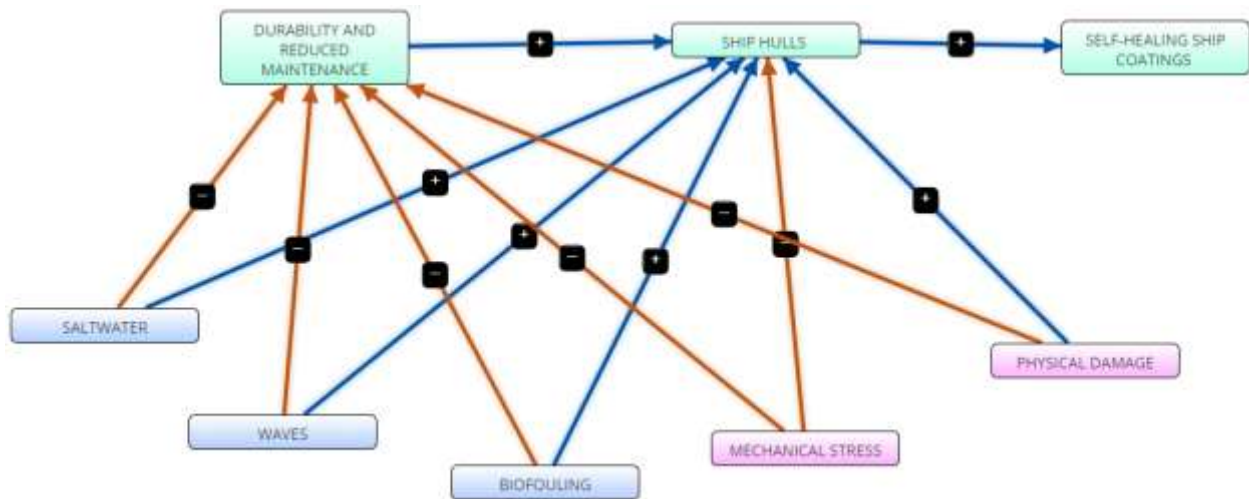 DURABILITY AND
REDUCED
MAINTENANCE
+
SHIP HULLS
+
SELF-HEALING SHIP
COATINGS
−
+
−
+
−
+
−
−
−
+
SALTWATER
PHYSICAL DAMAGE
WAVES
MECHANICAL STRESS
BIOFOULING